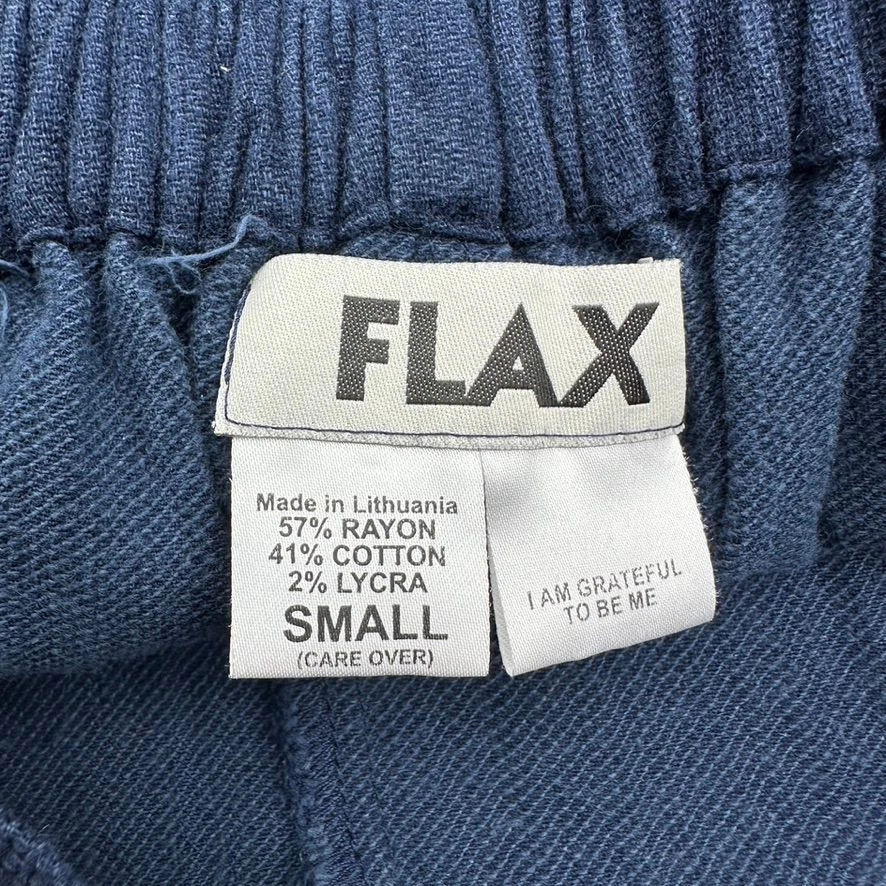 FLAX
Made in Lithuania
57% RAYON
41% COTTON
2% LYCRA
SMALL
(CARE OVER)
I AM GRATEFUL
TO BE ME